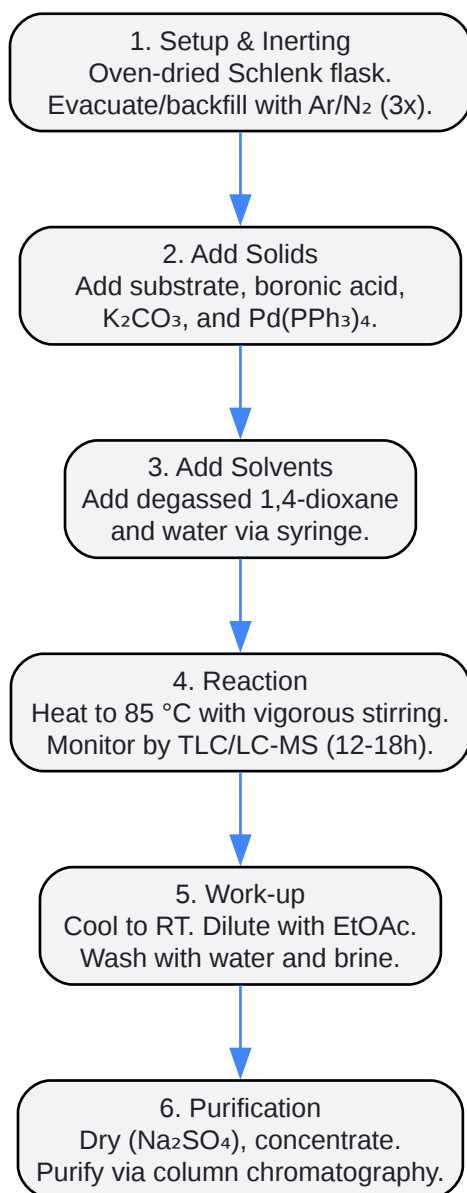 1. Setup & Inerting
Oven-dried Schlenk flask.
Evacuate/backfill with Ar/N₂ (3x).
2. Add Solids
Add substrate, boronic acid,
K₂CO₃, and Pd(PPh₃)₄.
3. Add Solvents
Add degassed 1,4-dioxane
and water via syringe.
4. Reaction
Heat to 85 °C with vigorous stirring.
Monitor by TLC/LC-MS (12-18h).
5. Work-up
Cool to RT. Dilute with EtOAc.
Wash with water and brine.
6. Purification
Dry (Na₂SO₄), concentrate.
Purify via column chromatography.